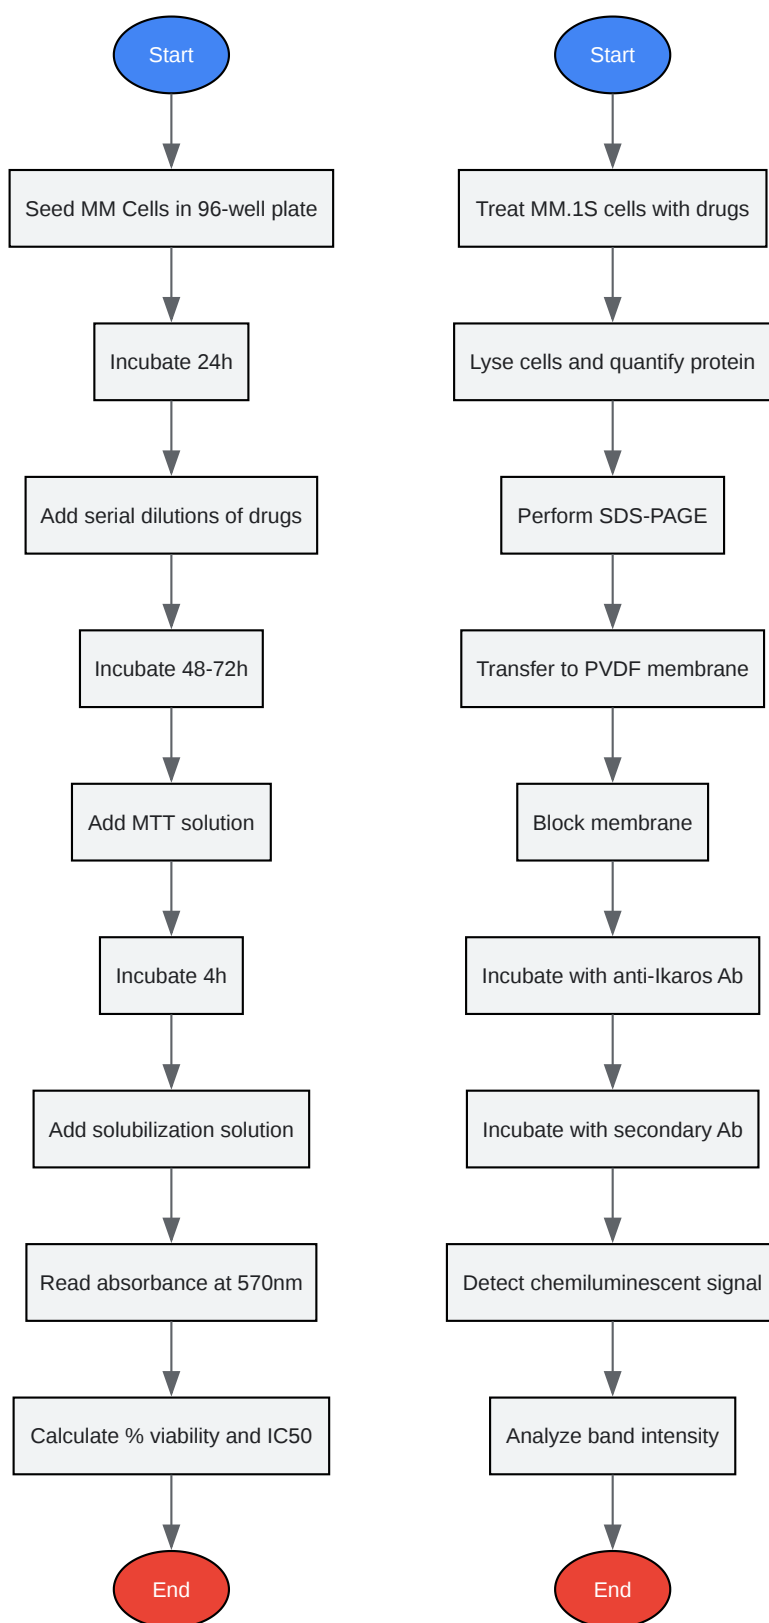 Start
Seed MM Cells in 96-well plate
Incubate 24h
Add serial dilutions of drugs
Incubate 48-72h
Add MTT solution
Incubate 4h
Add solubilization solution
Read absorbance at 570nm
Calculate % viability and IC50
End
Start
Treat MM.1S cells with drugs
Lyse cells and quantify protein
Perform SDS-PAGE
Transfer to PVDF membrane
Block membrane
Incubate with anti-Ikaros Ab
Incubate with secondary Ab
Detect chemiluminescent signal
Analyze band intensity
End